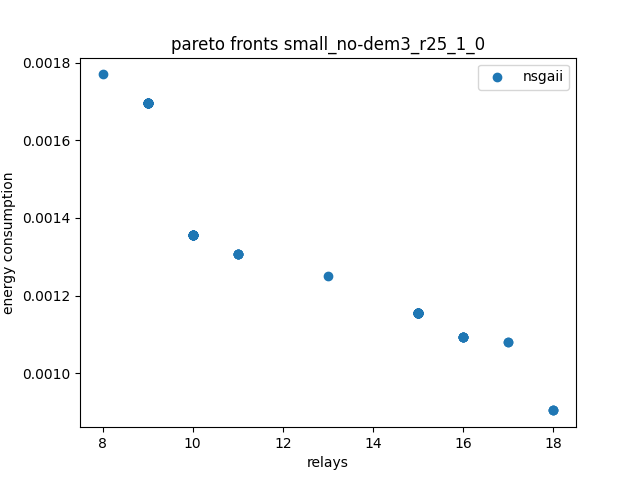 pareto fronts small_no-dem3_r25_1_0
nsgaii
0.0018
0.0016
0.0014
0.0012
0.0010
energy consumption
8
10
12
14
16
18
relays